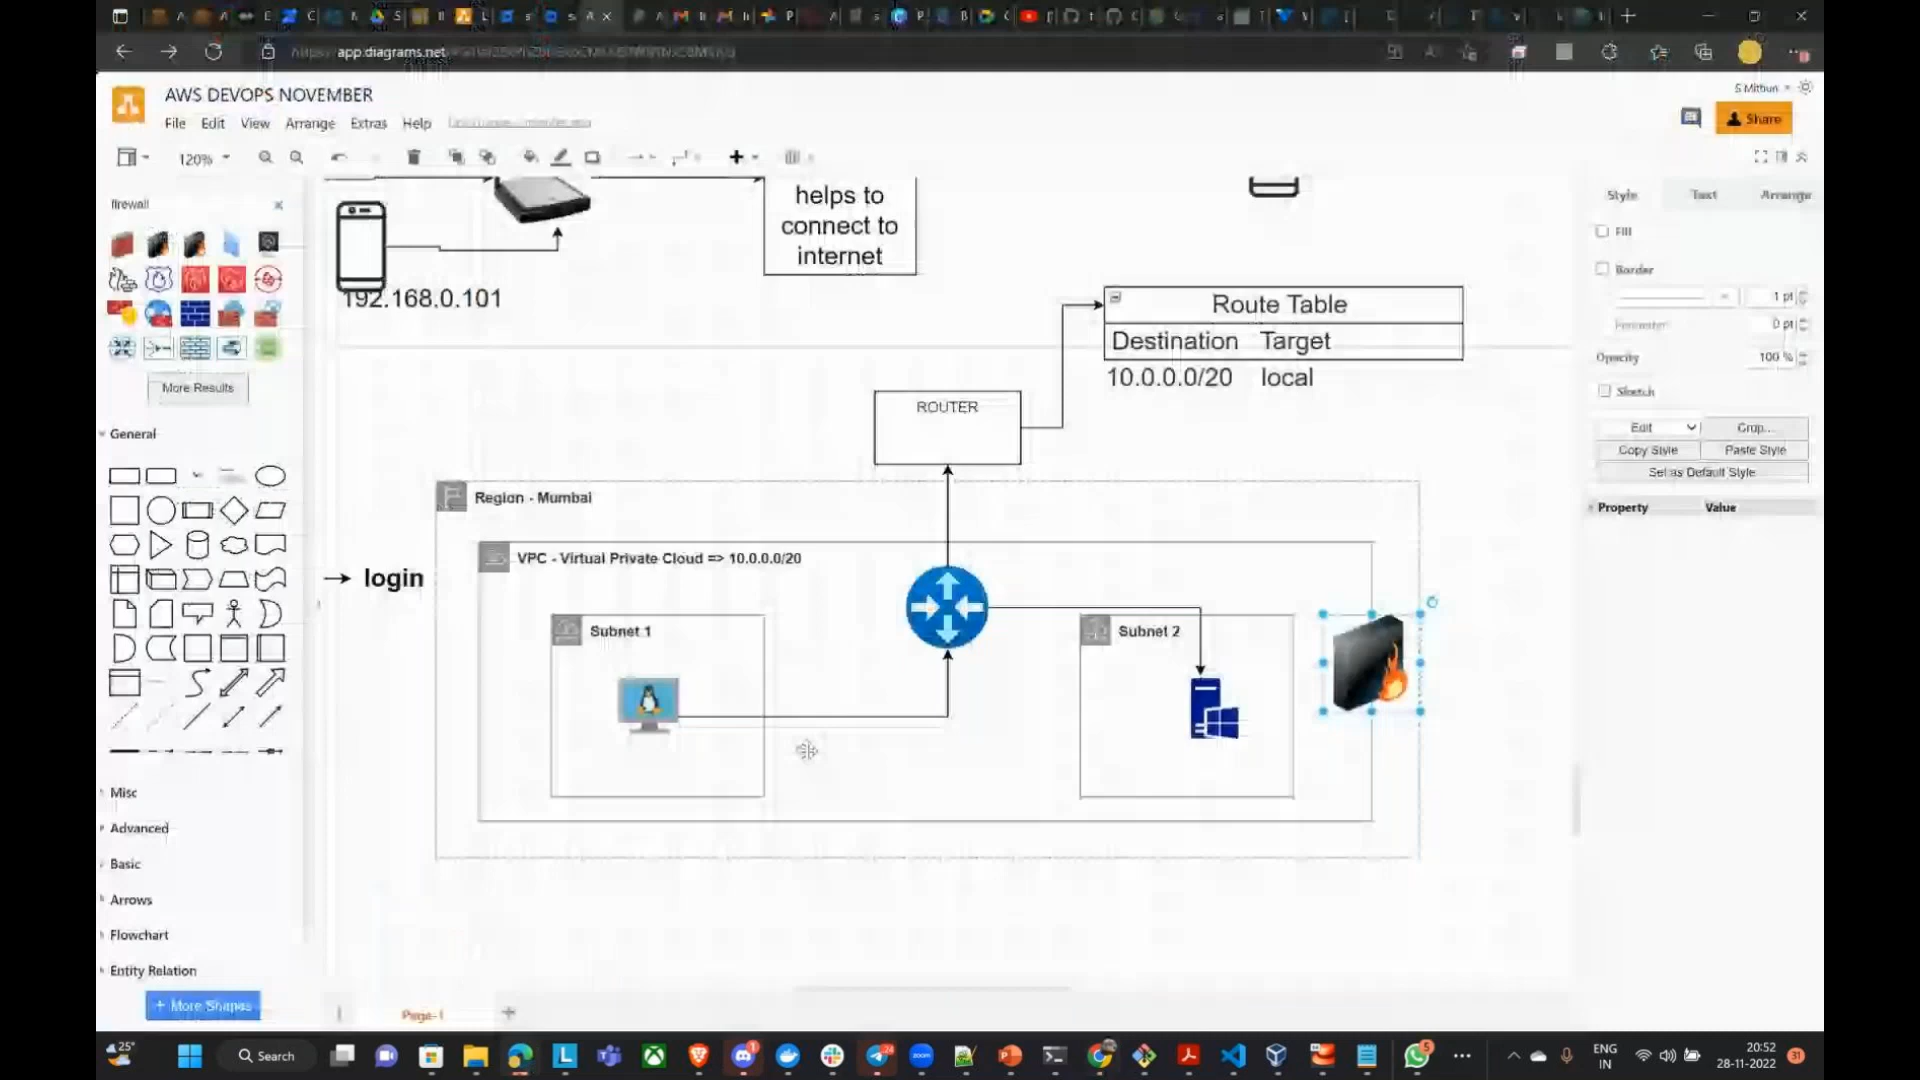 app.diagrams.net
AWS DEVOPS NOVEMBER
File Edit View Arrange Extras Help
S Mithun
Share
120%
firewall
More Results
General
Misc
Advanced
Basic
Arrows
Flowchart
Entity Relation
+ More Shapes
helps to
connect to
internet
192.168.0.101
Route Table
Destination Target
10.0.0.0/20 local
ROUTER
Region - Mumbai
VPC - Virtual Private Cloud => 10.0.0.0/20
login
Subnet 1
Subnet 2
Style Text Arrange
Fill
Border
1 pt
Perimeter
0 pt
Opacity
100 %
Sketch
Edit
Copy Style Paste Style
Set as Default Style
Property Value
Page-1
25°
Search
ENG
IN
20:52
28-11-2022
31